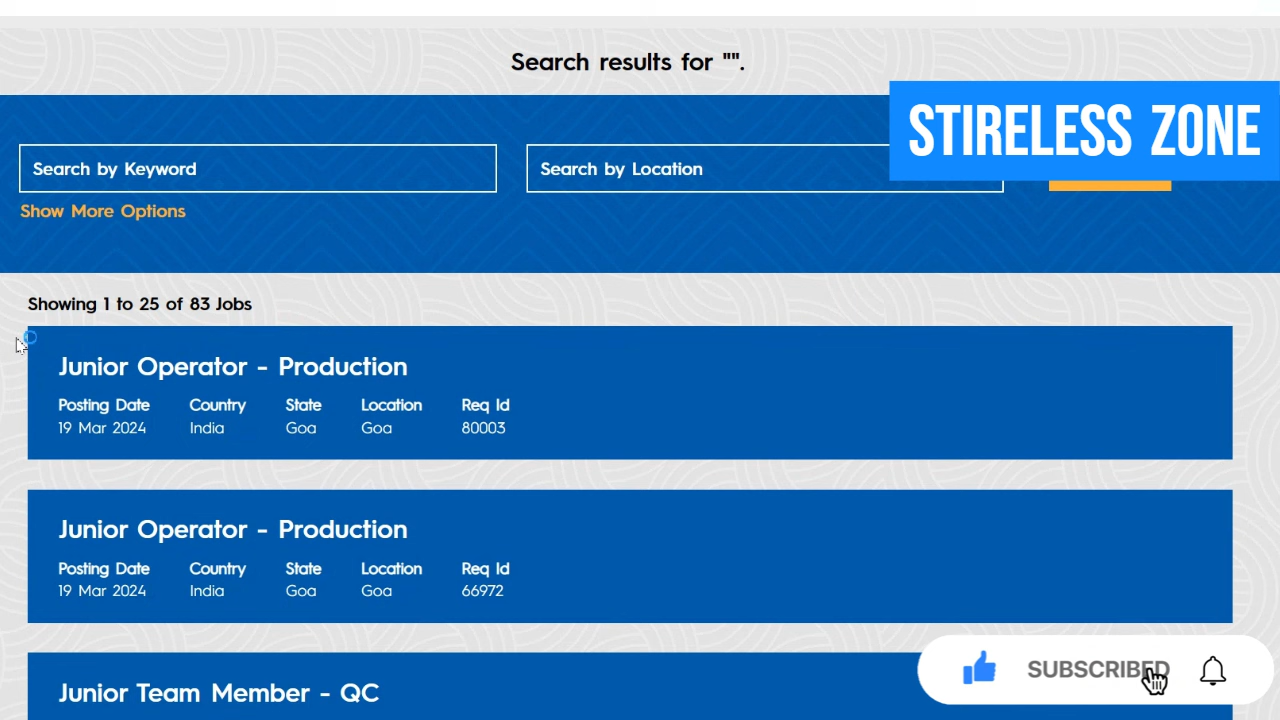 Search results for "".
STIRELESS ZONE
Search by Keyword
Search by Location
Show More Options
Showing 1 to 25 of 83 Jobs
Junior Operator - Production
Posting Date Country State Location Req Id
19 Mar 2024 India Goa Goa 80003
Junior Operator - Production
Posting Date Country State Location Req Id
19 Mar 2024 India Goa Goa 66972
Junior Team Member - QC
SUBSCRIBED